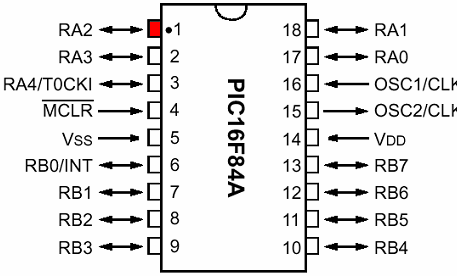 RA2 1 18 RA1
RA3 2 17 RA0
RA4/T0CKI 3 16 OSC1/CLK
MCLR 4 15 OSC2/CLK
VSS 5 14 VDD
RB0/INT 6 13 RB7
RB1 7 12 RB6
RB2 8 11 RB5
RB3 9 10 RB4
PIC16F84A